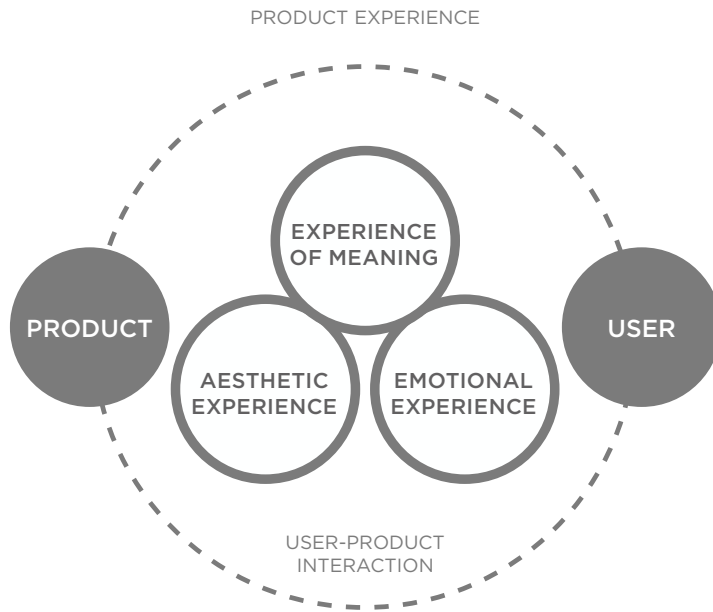 PRODUCT EXPERIENCE
EXPERIENCE
OF MEANING
PRODUCT
USER
AESTHETIC
EXPERIENCE
EMOTIONAL
EXPERIENCE
USER-PRODUCT
INTERACTION